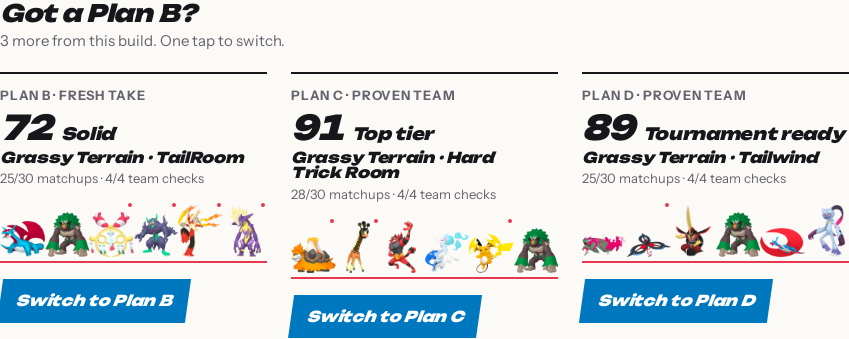 Got a Plan B?
3 more from this build. One tap to switch.
PLAN B · FRESH TAKE
72 Solid
Grassy Terrain · TailRoom
25/30 matchups · 4/4 team checks
Switch to Plan B
PLAN C · PROVEN TEAM
91 Top tier
Grassy Terrain · Hard
Trick Room
28/30 matchups · 4/4 team checks
Switch to Plan C
PLAN D · PROVEN TEAM
89 Tournament ready
Grassy Terrain · Tailwind
25/30 matchups · 4/4 team checks
Switch to Plan D